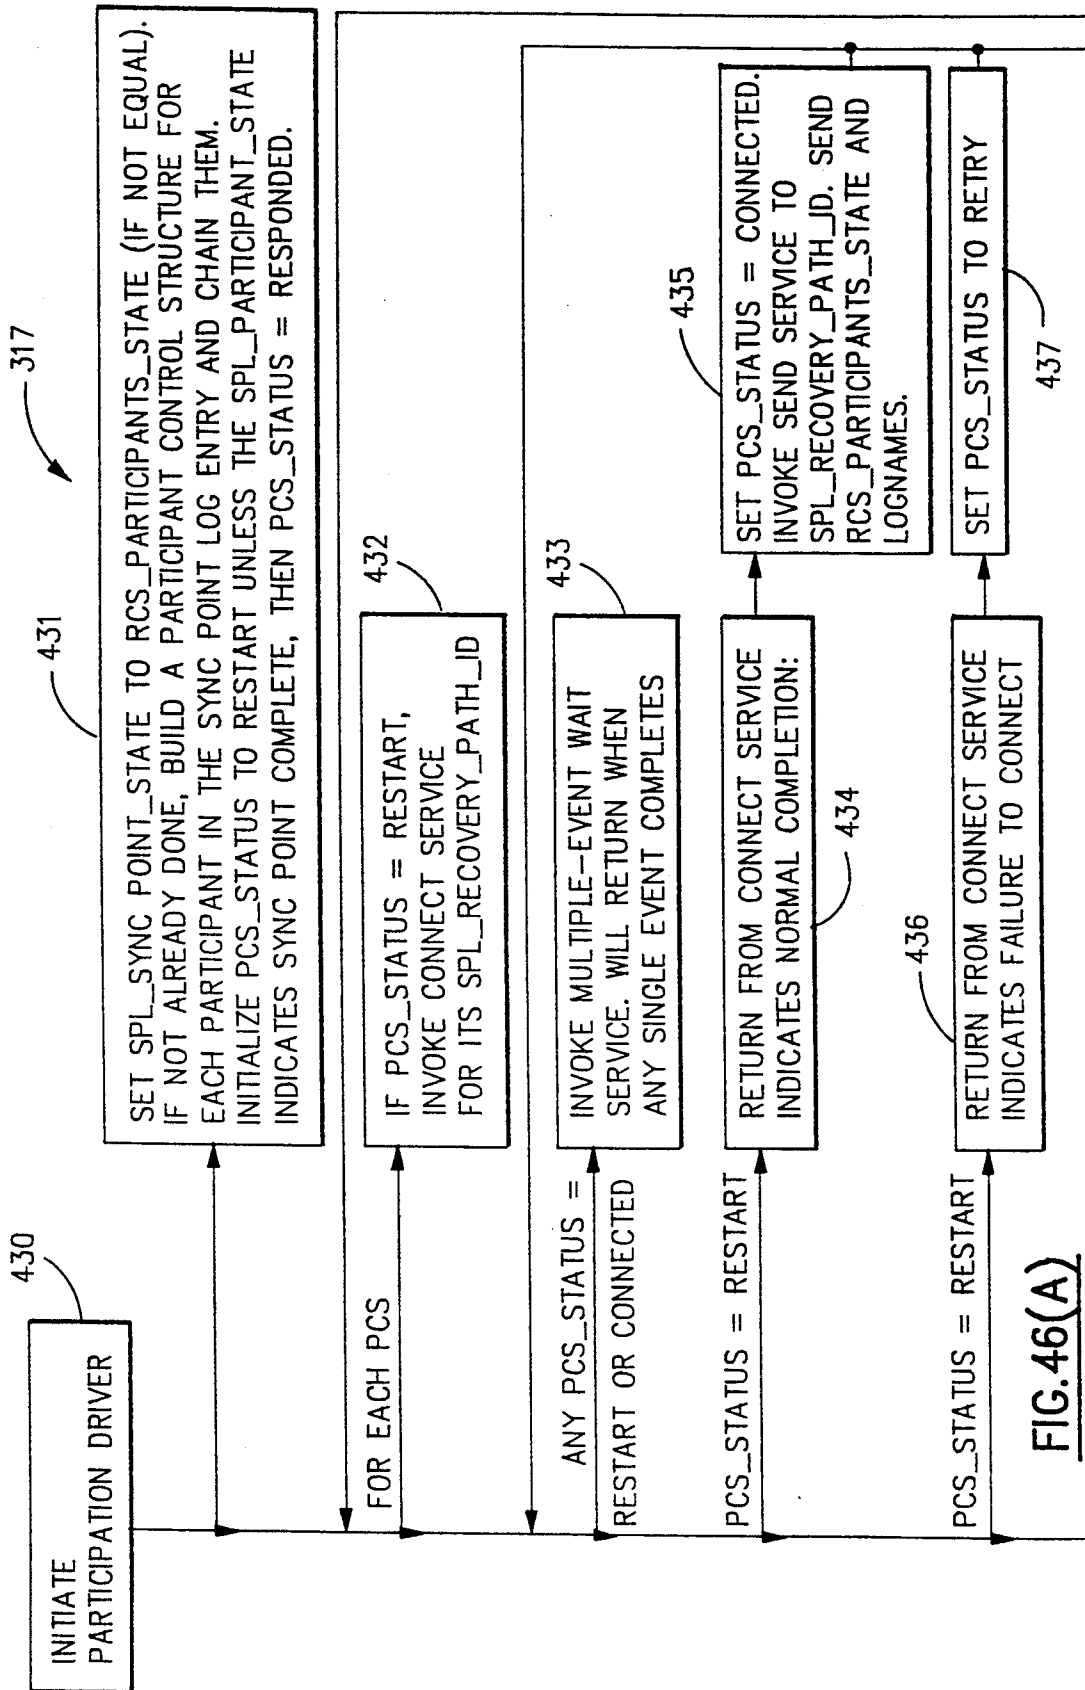 317
430
INITIATE
PARTICIPATION DRIVER
431
SET SPL_SYNC POINT_STATE TO RCS_PARTICIPANTS_STATE (IF NOT EQUAL).
IF NOT ALREADY DONE, BUILD A PARTICIPANT CONTROL STRUCTURE FOR
EACH PARTICIPANT IN THE SYNC POINT LOG ENTRY AND CHAIN THEM.
INITIALIZE PCS_STATUS TO RESTART UNLESS THE SPL_PARTICIPANT_STATE
INDICATES SYNC POINT COMPLETE, THEN PCS_STATUS = RESPONDED.
FOR EACH PCS
432
IF PCS_STATUS = RESTART,
INVOKE CONNECT SERVICE
FOR ITS SPL_RECOVERY_PATH_ID
ANY PCS_STATUS =
RESTART OR CONNECTED
433
INVOKE MULTIPLE-EVENT WAIT
SERVICE. WILL RETURN WHEN
ANY SINGLE EVENT COMPLETES
PCS_STATUS = RESTART
RETURN FROM CONNECT SERVICE
INDICATES NORMAL COMPLETION:
434
435
SET PCS_STATUS = CONNECTED.
INVOKE SEND SERVICE TO
SPL_RECOVERY_PATH_ID. SEND
RCS_PARTICIPANTS_STATE AND
LOGNAMES.
PCS_STATUS = RESTART
436
RETURN FROM CONNECT SERVICE
INDICATES FAILURE TO CONNECT
SET PCS_STATUS TO RETRY
437
FIG.46(A)